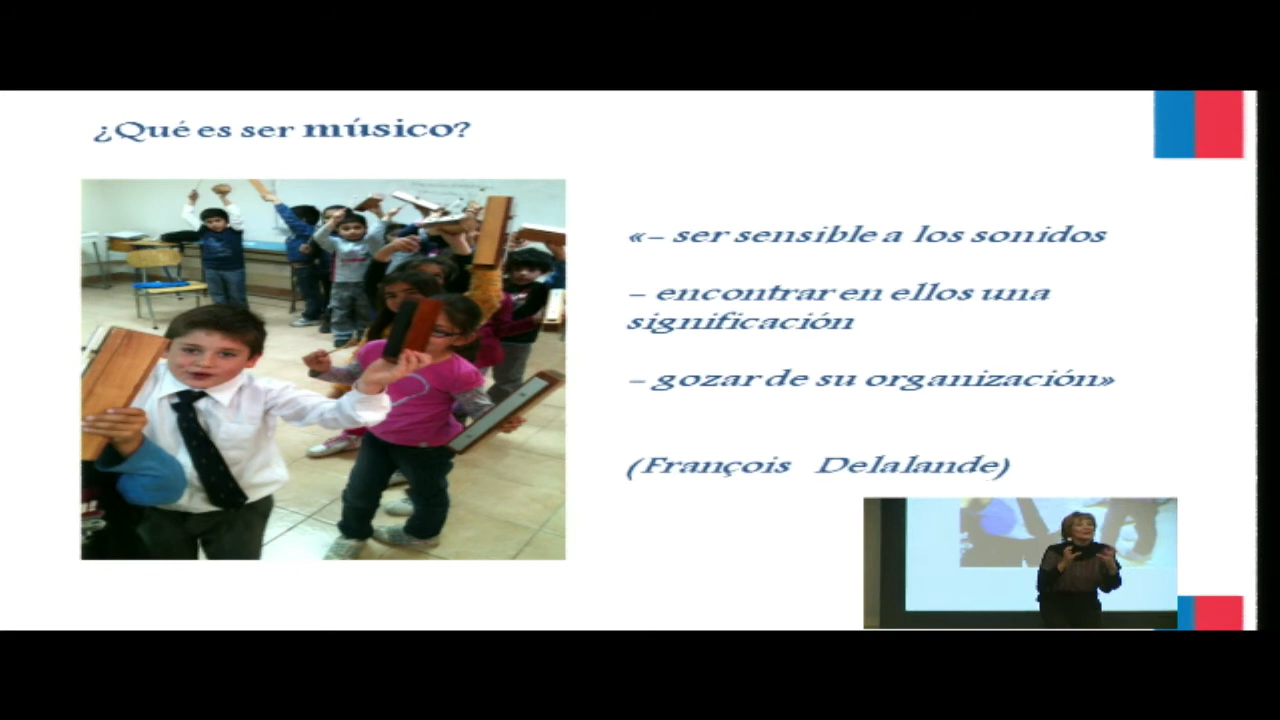 ¿Qué es ser músico?
«– ser sensible a los sonidos
– encontrar en ellos una
significación
– gozar de su organización»
(François Delalande)